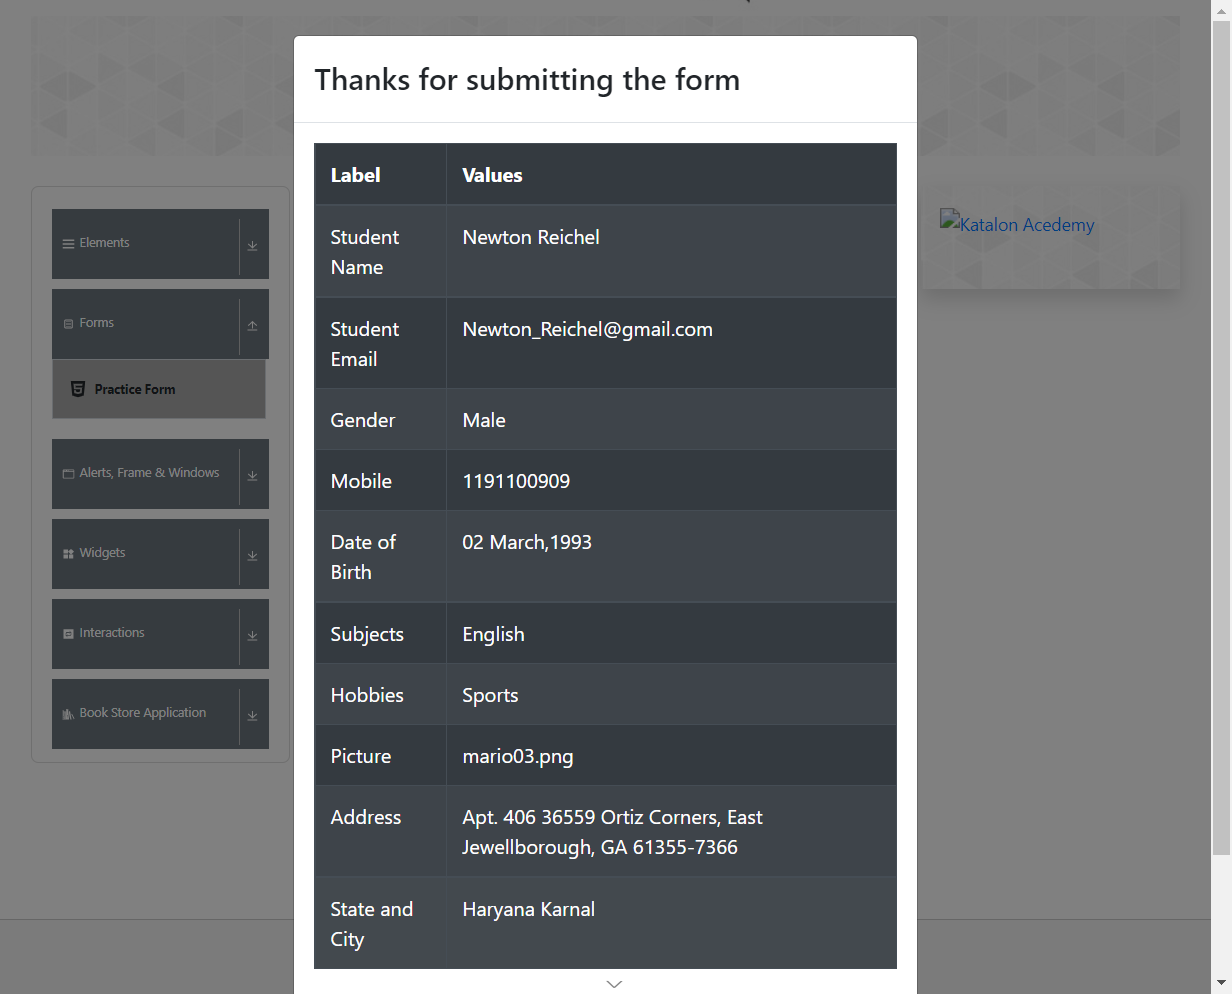 Thanks for submitting the form
Label Values
Student Name Newton Reichel
Student Email Newton_Reichel@gmail.com
Gender Male
Mobile 1191100909
Date of Birth 02 March,1993
Subjects English
Hobbies Sports
Picture mario03.png
Address Apt. 406 36559 Ortiz Corners, East
Jewellborough, GA 61355-7366
State and City Haryana Karnal
Elements
Forms
Practice Form
Alerts, Frame & Windows
Widgets
Interactions
Book Store Application
Katalon Acedemy